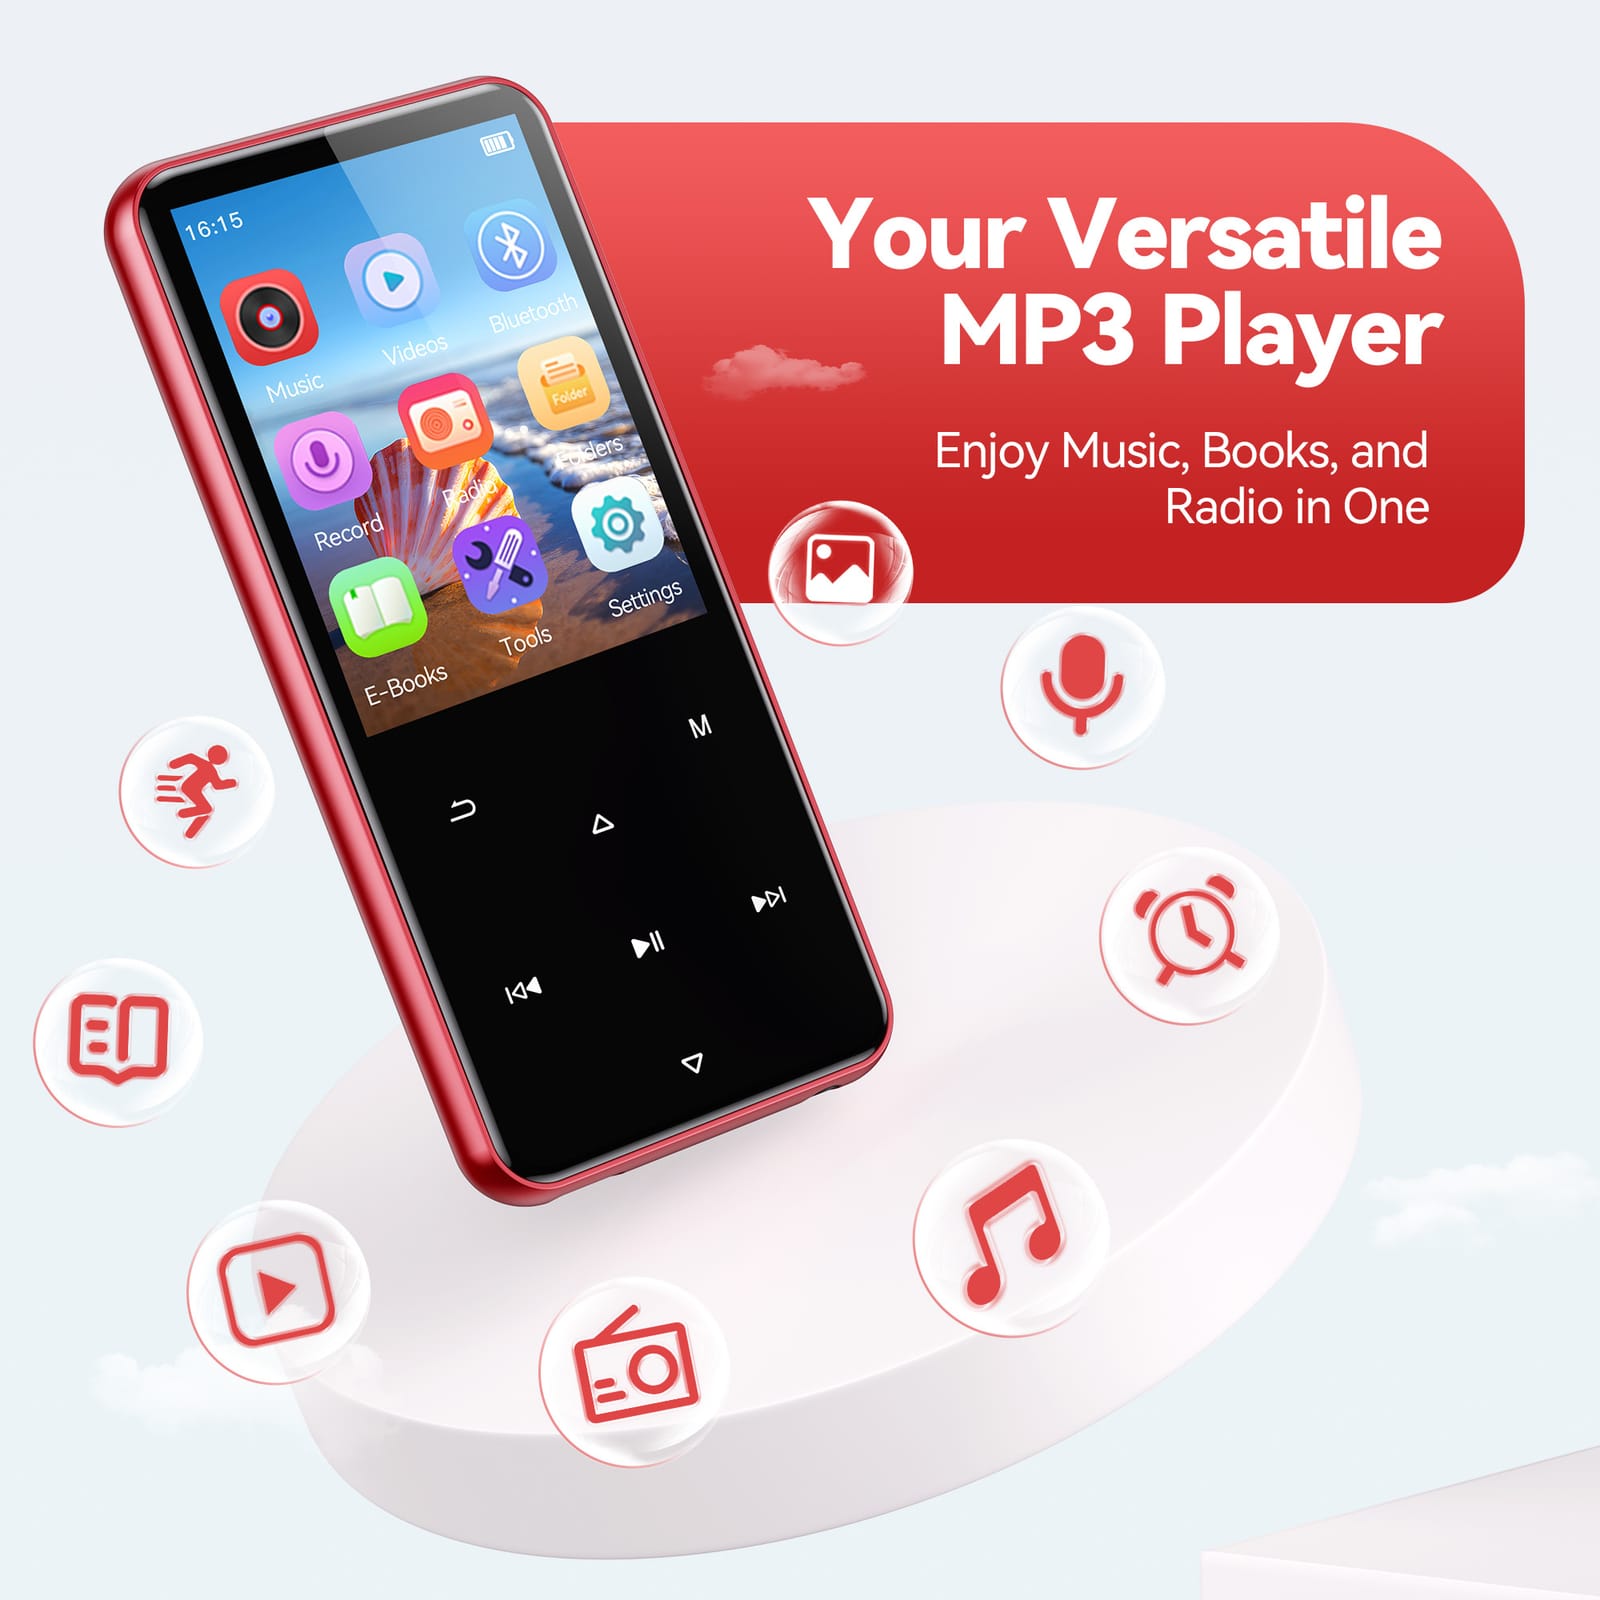 Your Versatile
MP3 Player
Enjoy Music, Books, and
Radio in One
16:15
Music
Videos
Bluetooth
Record
Radio
Folder
Folders
E-Books
Tools
Settings
M